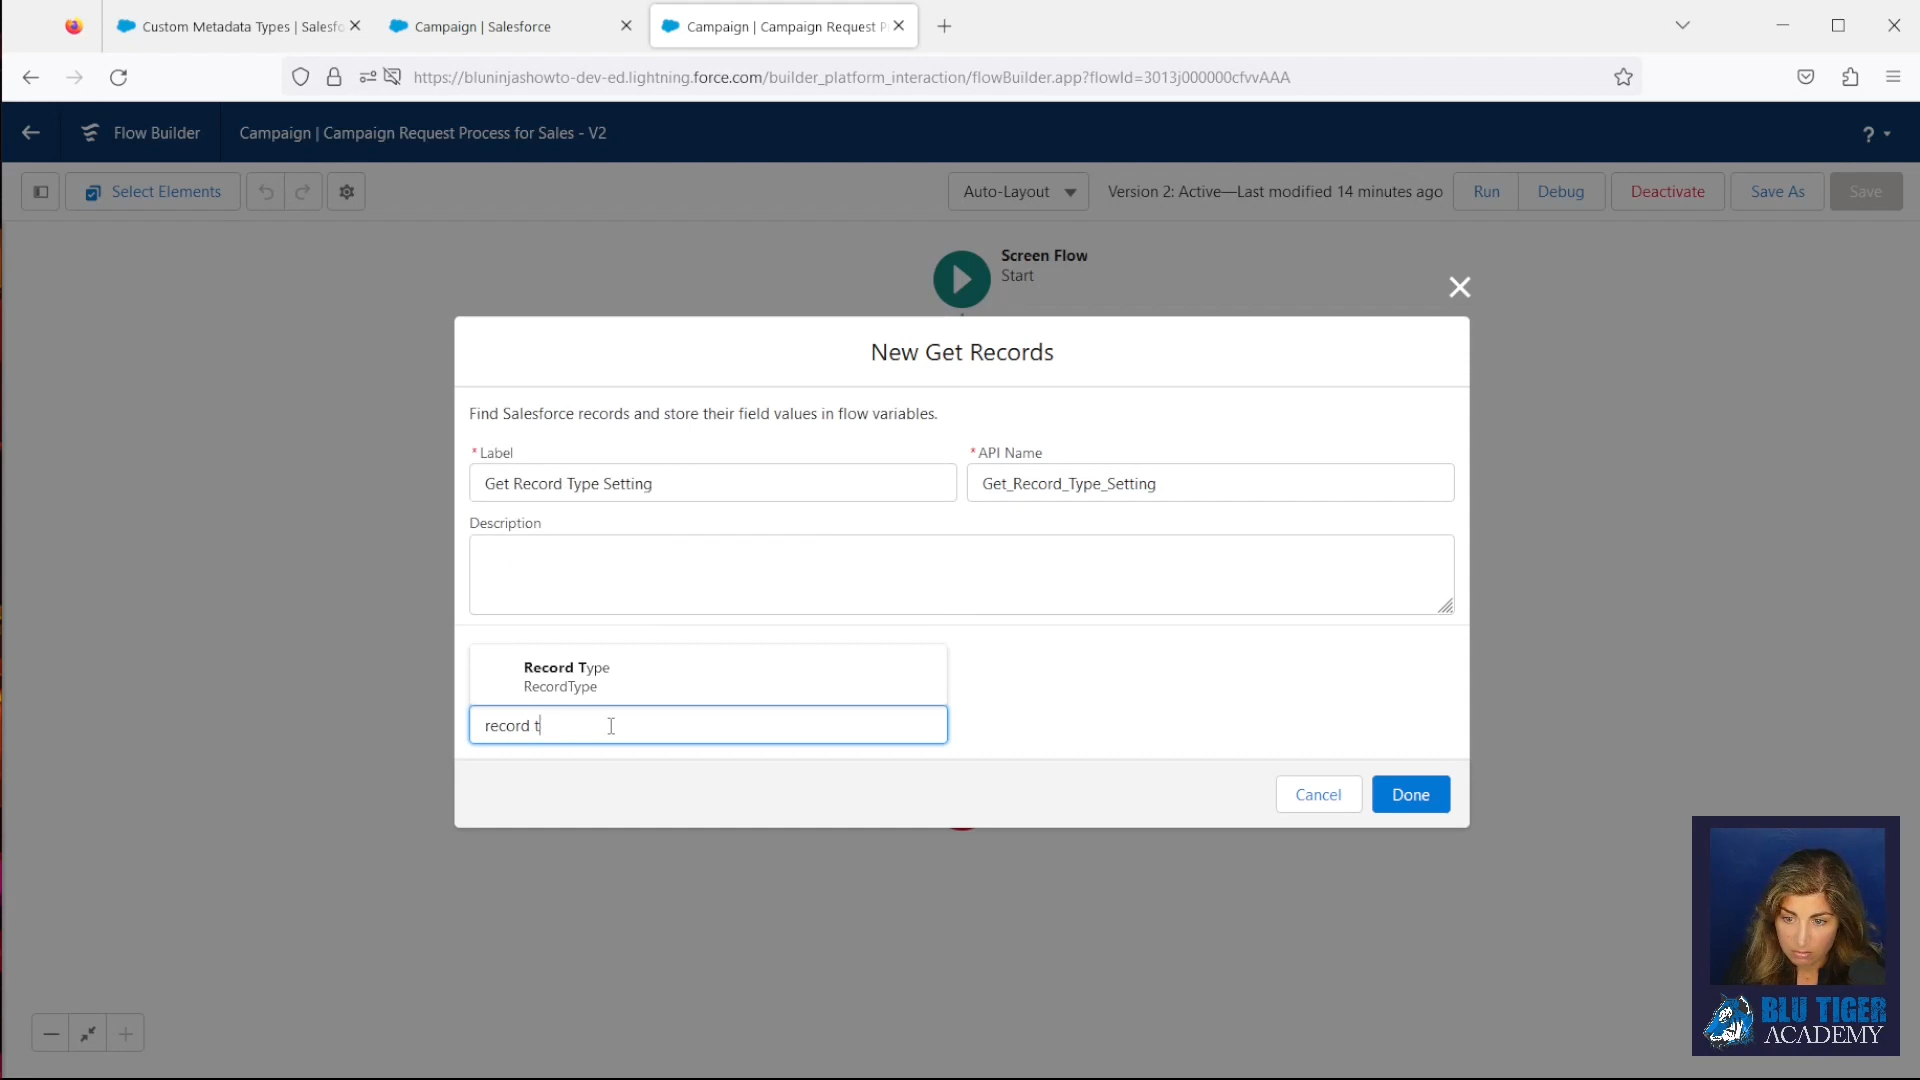 Custom Metadata Types | Salesfo
Campaign | Salesforce
Campaign | Campaign Request P
https://bluninjashowto-dev-ed.lightning.force.com/builder_platform_interaction/flowBuilder.app?flowId=3013j000000cfvvAAA
Flow Builder
Campaign | Campaign Request Process for Sales - V2
?
Select Elements
Auto-Layout
Version 2: Active—Last modified 14 minutes ago
Run
Debug
Deactivate
Save As
Save
Screen Flow
Start
New Get Records
Find Salesforce records and store their field values in flow variables.
* Label
* API Name
Get Record Type Setting
Get_Record_Type_Setting
Description
Record Type
RecordType
record t
Cancel
Done
BLU TIGER
ACADEMY